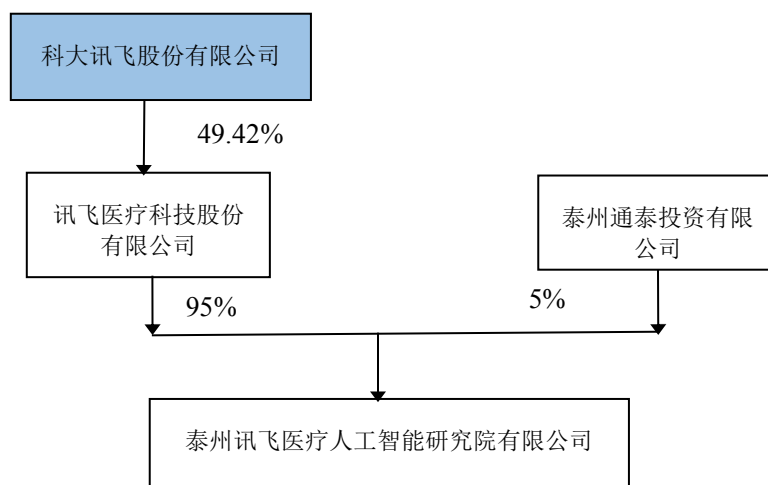 科大讯飞股份有限公司
49.42%
讯飞医疗科技股份
有限公司
泰州通泰投资有限
公司
95%
5%
泰州讯飞医疗人工智能研究院有限公司